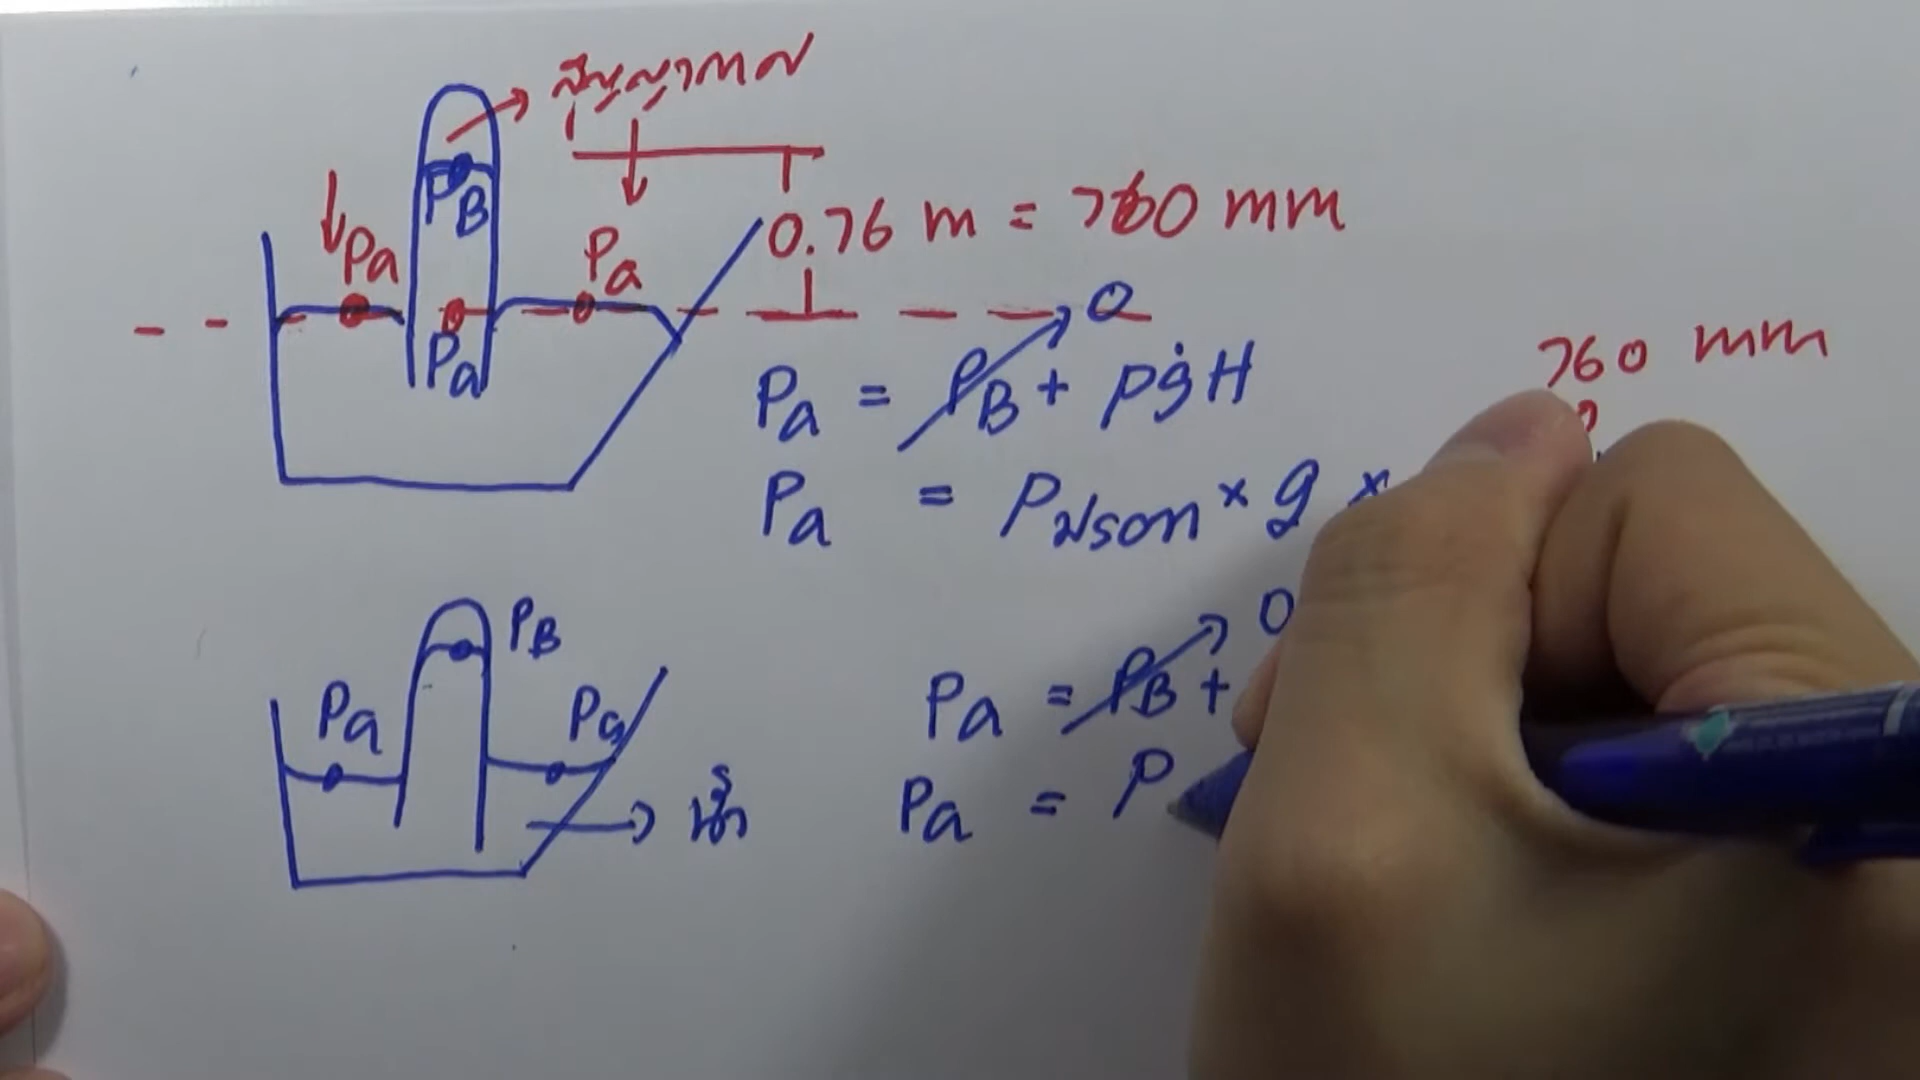 สุญญากาศ
PB
Pa
Pa
0.76 m = 760 mm
Pa
0
Pa = PB + ρgH
760 mm
Pa = ρปรอท × g ×
PB
0
Pa
Pa
Pa = PB +
น้ำ
Pa = ρ